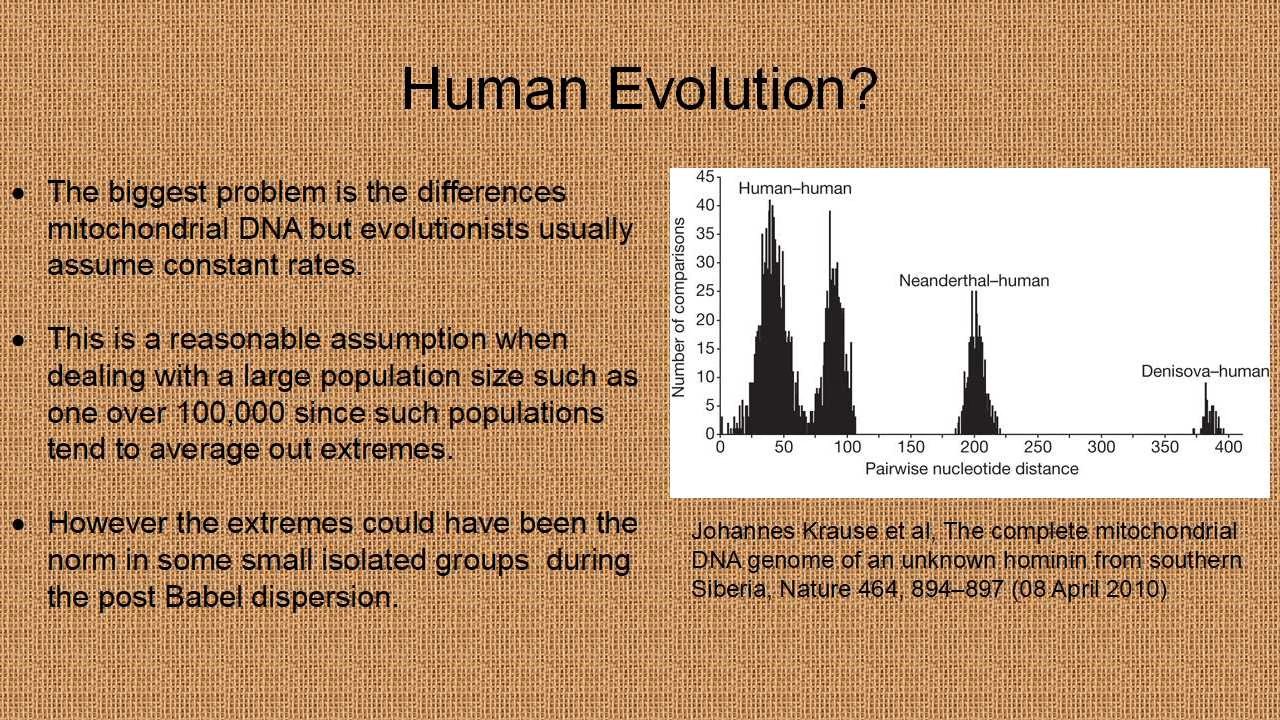 Human Evolution?
• The biggest problem is the differences
mitochondrial DNA but evolutionists usually
assume constant rates.
• This is a reasonable assumption when
dealing with a large population size such as
one over 100,000 since such populations
tend to average out extremes.
• However the extremes could have been the
norm in some small isolated groups  during
the post Babel dispersion.
45
40
35
30
25
20
15
10
5
0
Number of comparisons
Human–human
Neanderthal–human
Denisova–human
0 50 100 150 200 250 300 350 400
Pairwise nucleotide distance
Johannes Krause et al, The complete mitochondrial
DNA genome of an unknown hominin from southern
Siberia, Nature 464, 894–897 (08 April 2010)